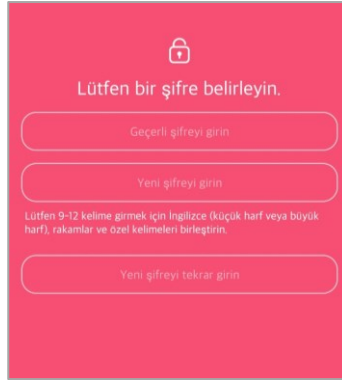 Lütfen bir şifre belirleyin.
Geçerli şifreyi girin
Yeni şifreyi girin
Lütfen 9-12 kelime girmek için İngilizce (küçük harf veya büyük
harf), rakamlar ve özel kelimeleri birleştirin.
Yeni şifreyi tekrar girin